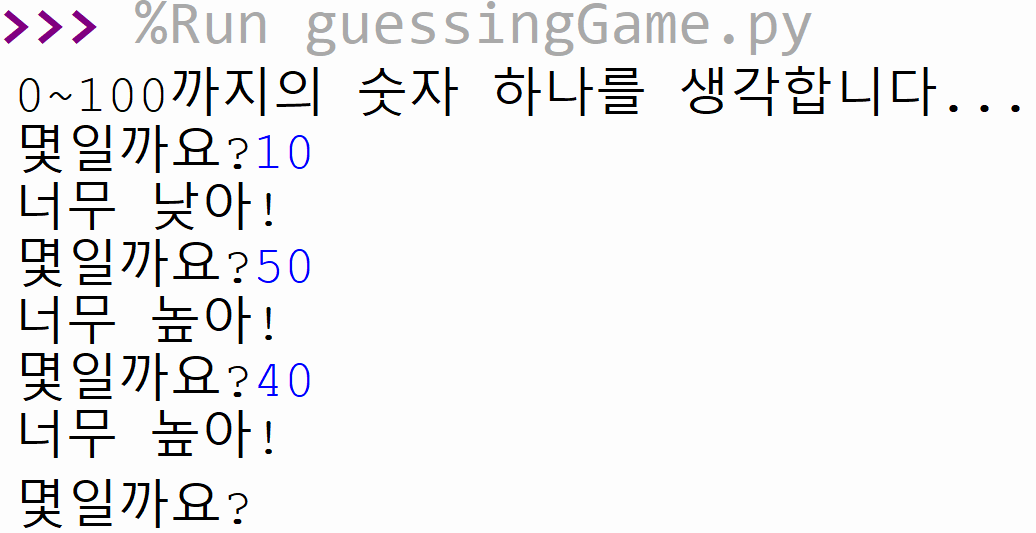 >>> %Run guessingGame.py
0~100까지의 숫자 하나를 생각합니다...
몇일까요?10
너무 낮아!
몇일까요?50
너무 높아!
몇일까요?40
너무 높아!
몇일까요?